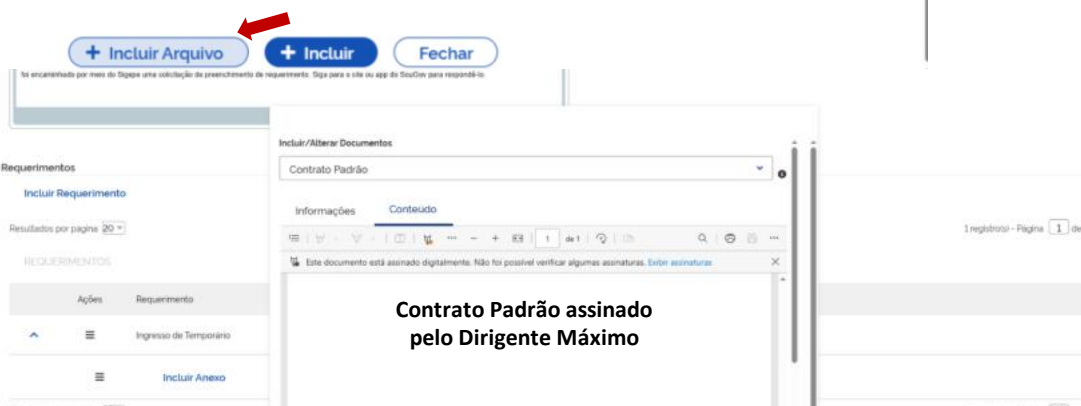 + Incluir Arquivo
+ Incluir
Fechar
foi encaminhada por meio do Sigepe uma solicitação de preenchimento de requerimento. Siga para o site ou app do SouGov para respondê-lo.
Incluir/Alterar Documentos
Contrato Padrão
Requerimentos
Incluir Requerimento
Informações Conteúdo
Resultados por página 20
1 registro(s) - Página 1 de
1 de 1
REQUERIMENTOS
Este documento está assinado digitalmente. Não foi possível verificar algumas assinaturas. Exibir assinaturas
Ações Requerimento
Contrato Padrão assinado
pelo Dirigente Máximo
Ingresso de Temporário
Incluir Anexo